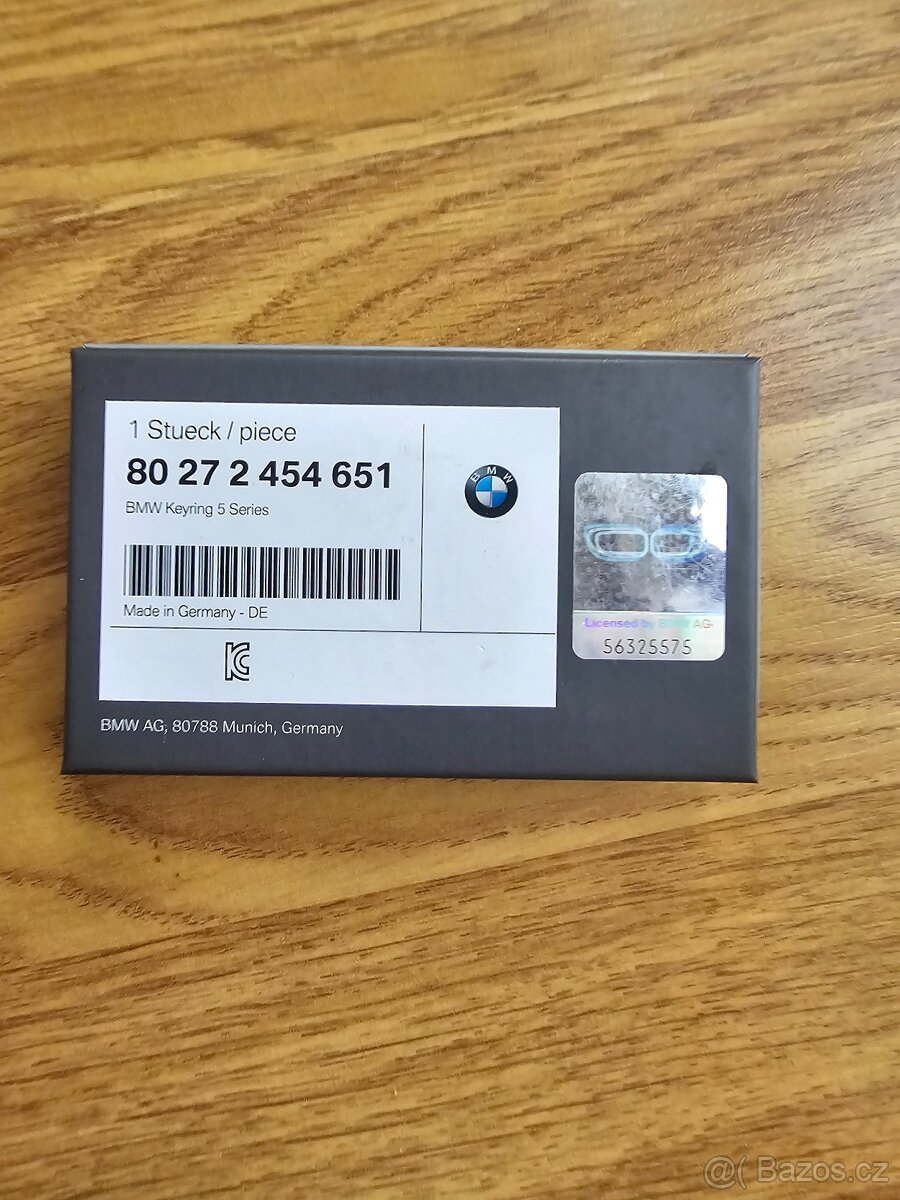 1 Stueck / piece
80 27 2 454 651
BMW Keyring 5 Series
Made in Germany - DE
BMW
Licensed by BMW AG
56325575
BMW AG, 80788 Munich, Germany
@( Bazos.cz